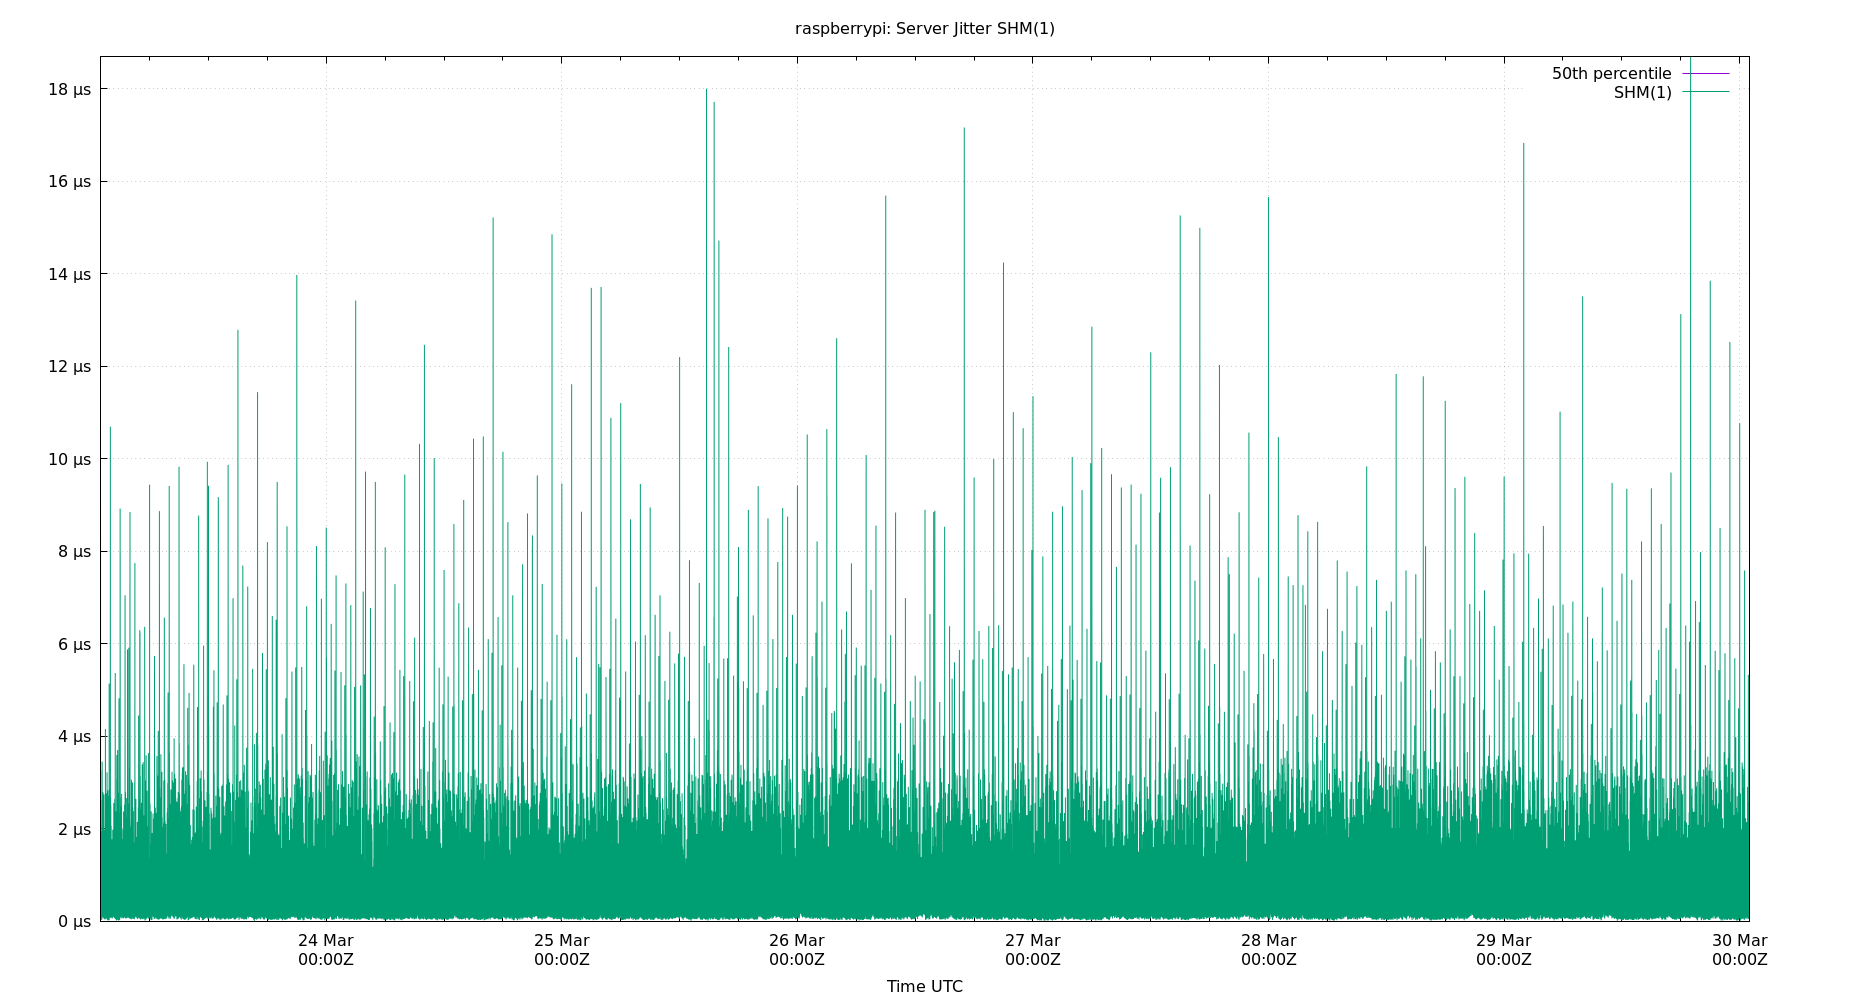 raspberrypi: Server Jitter SHM(1)
50th percentile
SHM(1)
18 µs
16 µs
14 µs
12 µs
10 µs
8 µs
6 µs
4 µs
2 µs
0 µs
24 Mar 25 Mar 26 Mar 27 Mar 28 Mar 29 Mar 30 Mar
00:00Z 00:00Z 00:00Z 00:00Z 00:00Z 00:00Z 00:00Z
Time UTC